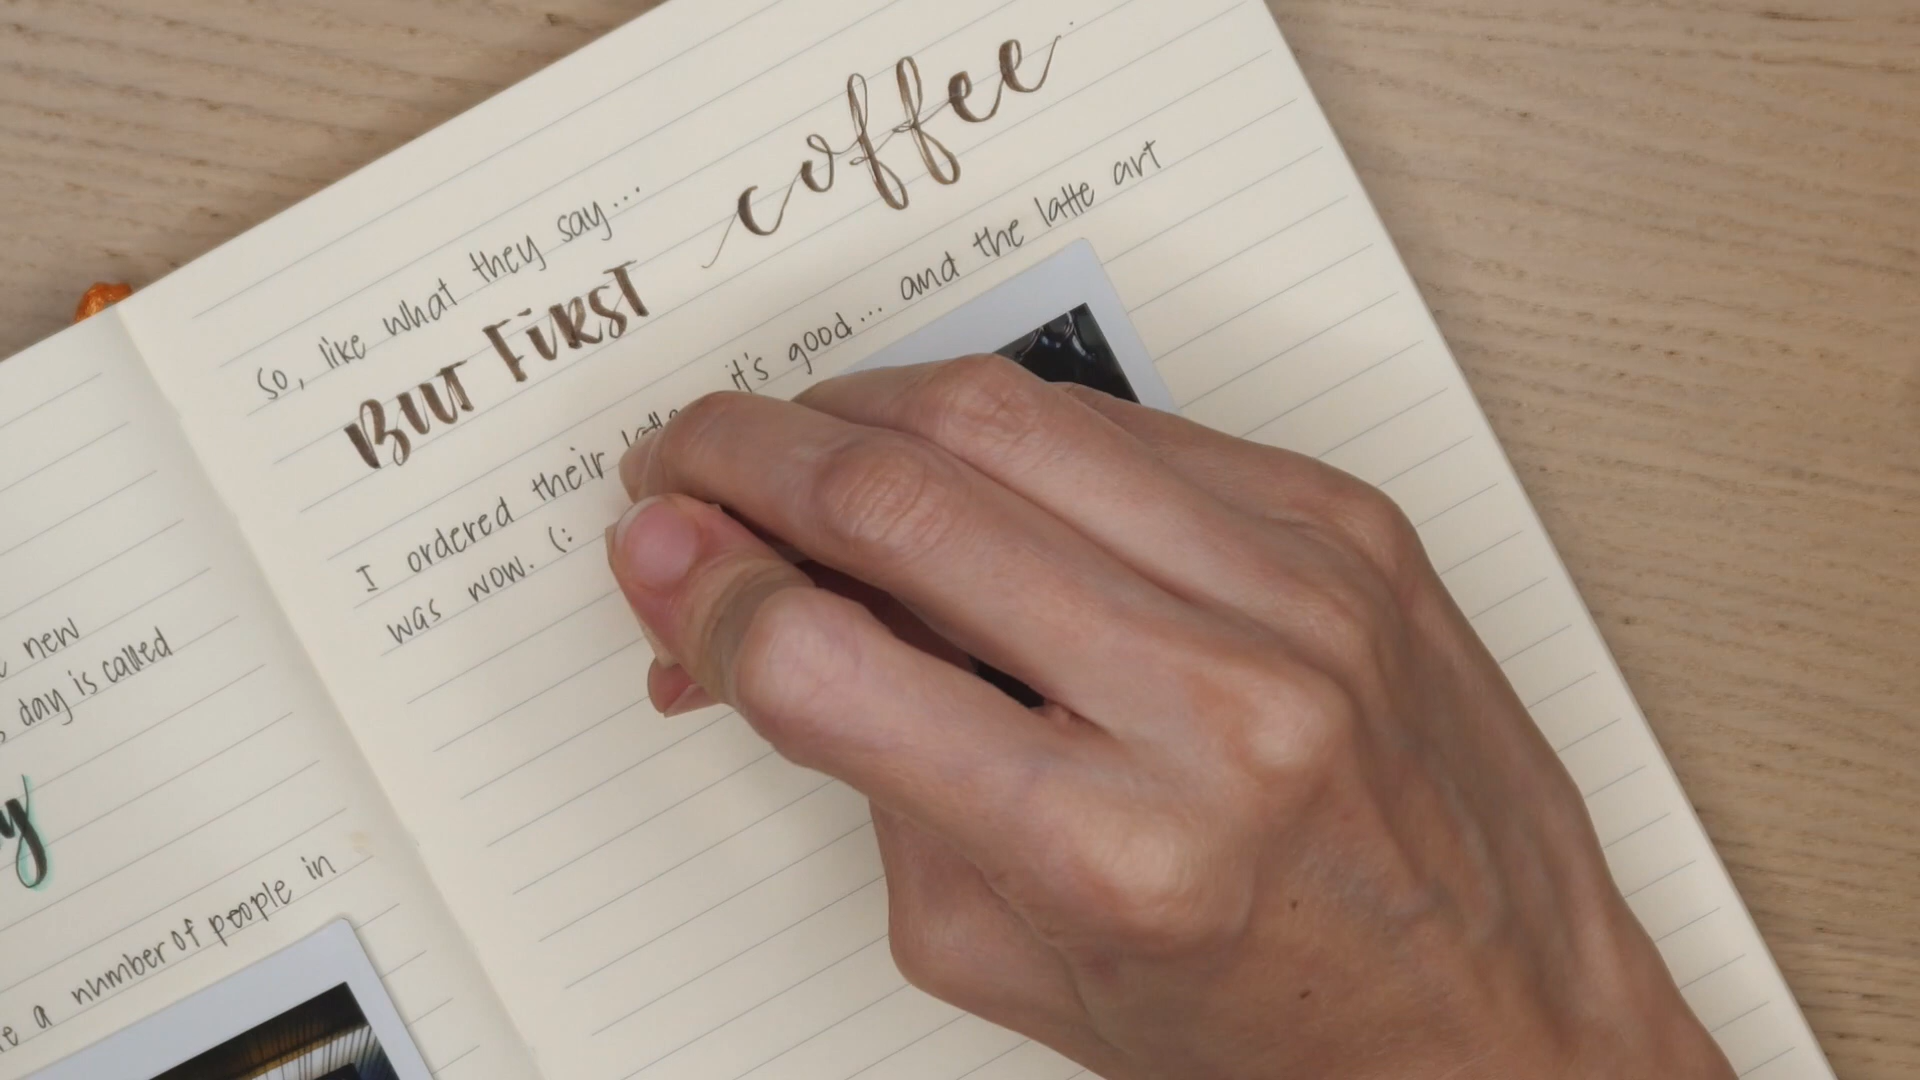 new
day is called
y
a number of people in
So, like what they say...
BUT FIRST coffee
I ordered their latte it's good... and the latte art
was wow. (: